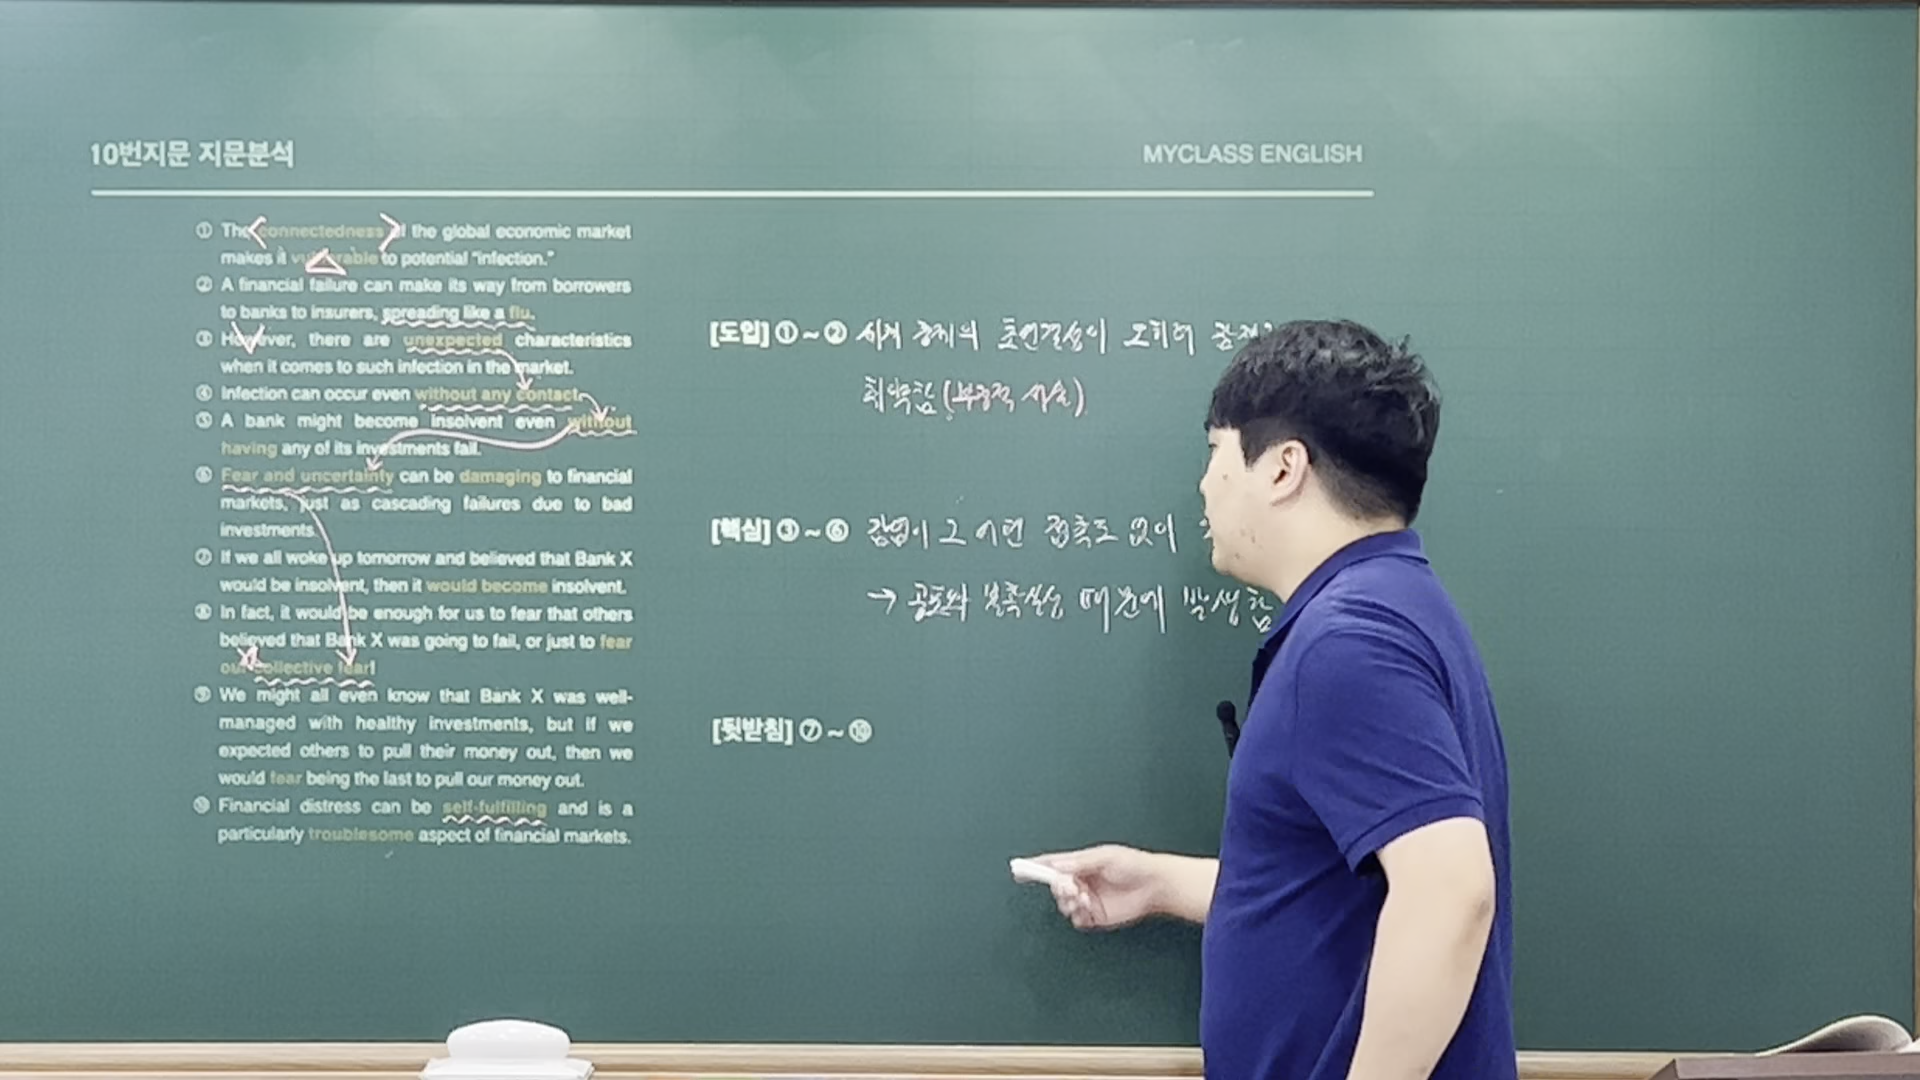 10번지문 지문분석
MYCLASS ENGLISH
① The connectedness of the global economic market
makes it vulnerable to potential "infection."
② A financial failure can make its way from borrowers
to banks to insurers, spreading like a flu.
③ However, there are unexpected characteristics
when it comes to such infection in the market.
④ Infection can occur even without any contact.
⑤ A bank might become insolvent even without
having any of its investments fail.
⑥ Fear and uncertainty can be damaging to financial
markets, just as cascading failures due to bad
investments.
⑦ If we all woke up tomorrow and believed that Bank X
would be insolvent, then it would become insolvent.
⑧ In fact, it would be enough for us to fear that others
believed that Bank X was going to fail, or just to fear
our collective fear!
⑨ We might all even know that Bank X was well-
managed with healthy investments, but if we
expected others to pull their money out, then we
would fear being the last to pull our money out.
⑩ Financial distress can be self-fulfilling and is a
particularly troublesome aspect of financial markets.
[도입] ① ~ ② 세계 경제의 초연결성이 오히려
취약함 (부정적 서술)
[핵심] ③ ~ ⑥ 감염이 그 어떤 접촉도 없이
→ 공포와 불확실성 때문에 발생함
[뒷받침] ⑦ ~ ⑩